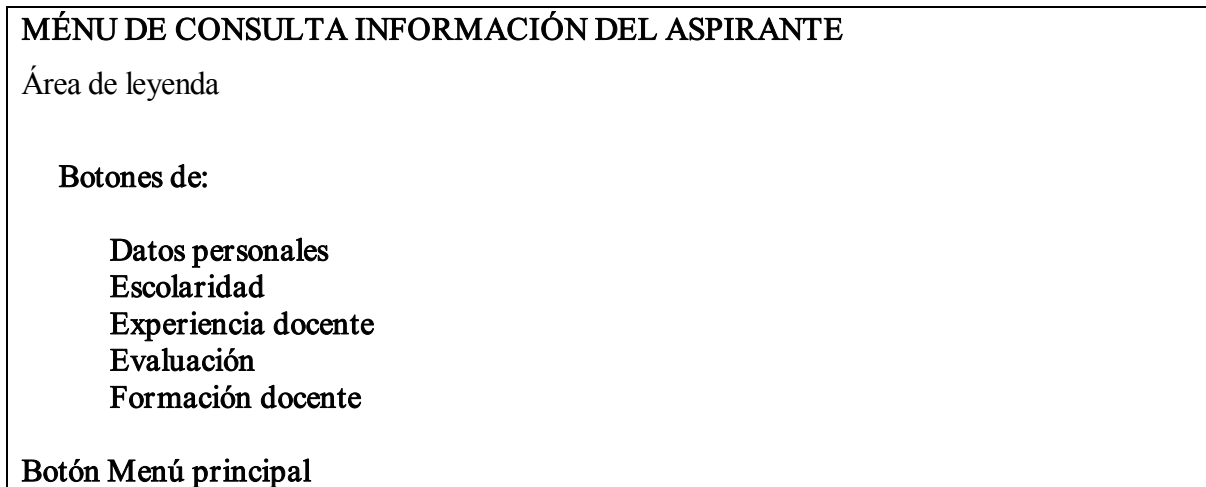 MÉNU DE CONSULTA INFORMACIÓN DEL ASPIRANTE
Área de leyenda
Botones de:
Datos personales
Escolaridad
Experiencia docente
Evaluación
Formación docente
Botón Menú principal